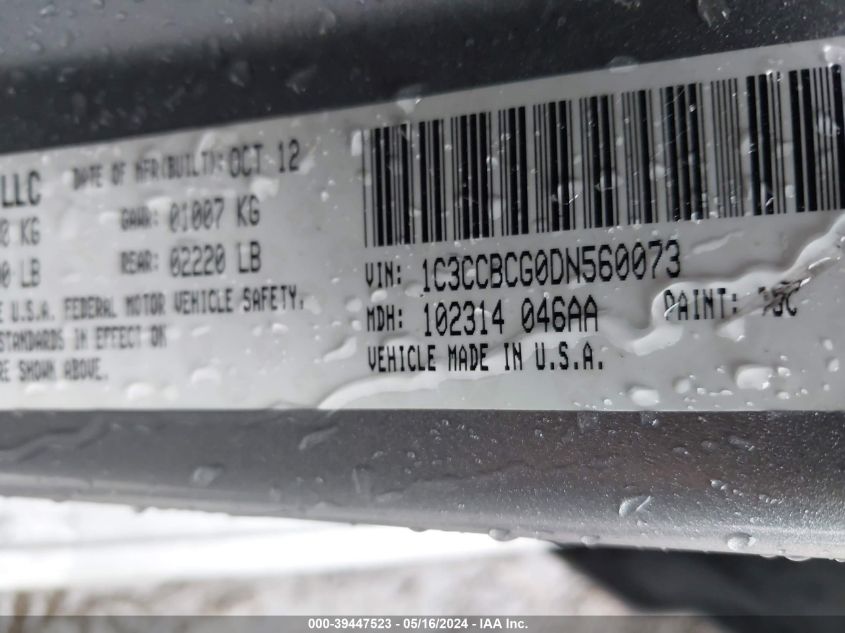 LLC DATE OF MFR(BUILT): OCT 12
KG GAWR: 01007 KG
LB REAR: 02220 LB
U.S.A. FEDERAL MOTOR VEHICLE SAFETY,
STANDARDS IN EFFECT ON
SHOWN ABOVE.
VIN: 1C3CCBCG0DN560073
MDH: 102314 046AA PAINT:
VEHICLE MADE IN U.S.A.
000-39447523 - 05/16/2024 - IAA Inc.